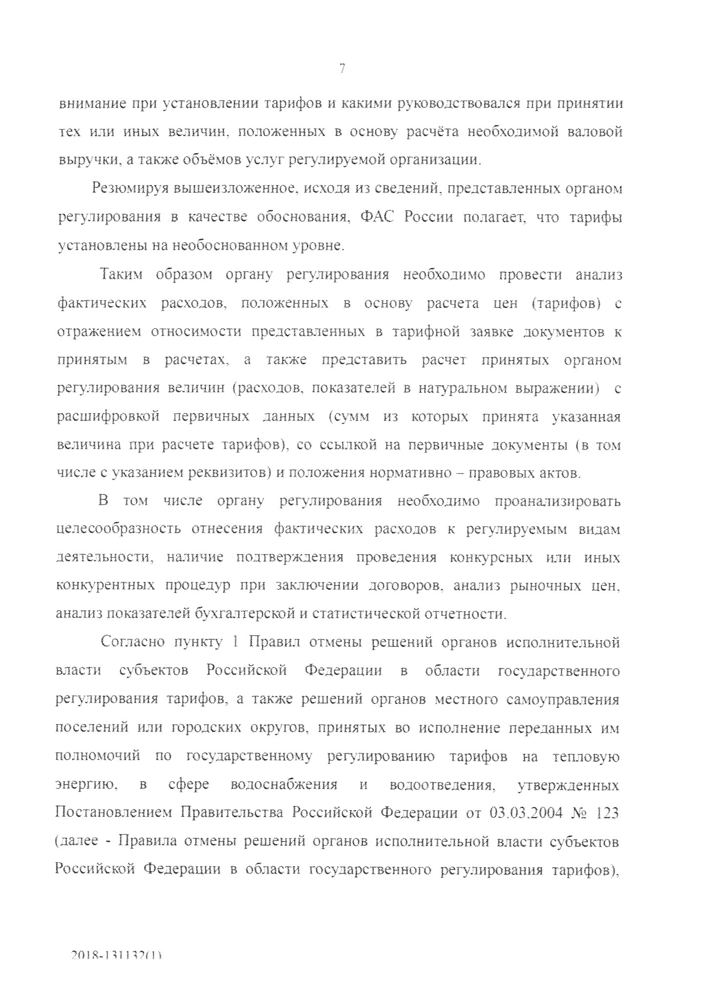 7
внимание при установлении тарифов и какими руководствовался при принятии
тех или иных величин, положенных в основу расчёта необходимой валовой
выручки, а также объёмов услуг регулируемой организации.
Резюмируя вышеизложенное, исходя из сведений, представленных органом
регулирования в качестве обоснования, ФАС России полагает, что тарифы
установлены на необоснованном уровне.
Таким образом органу регулирования необходимо провести анализ
фактических расходов, положенных в основу расчета цен (тарифов) с
отражением относимости представленных в тарифной заявке документов к
принятым в расчетах, а также представить расчет принятых органом
регулирования величин (расходов, показателей в натуральном выражении) с
расшифровкой первичных данных (сумм из которых принята указанная
величина при расчете тарифов), со ссылкой на первичные документы (в том
числе с указанием реквизитов) и положения нормативно – правовых актов.
В том числе органу регулирования необходимо проанализировать
целесообразность отнесения фактических расходов к регулируемым видам
деятельности, наличие подтверждения проведения конкурсных или иных
конкурентных процедур при заключении договоров, анализ рыночных цен,
анализ показателей бухгалтерской и статистической отчетности.
Согласно пункту 1 Правил отмены решений органов исполнительной
власти субъектов Российской Федерации в области государственного
регулирования тарифов, а также решений органов местного самоуправления
поселений или городских округов, принятых во исполнение переданных им
полномочий по государственному регулированию тарифов на тепловую
энергию, в сфере водоснабжения и водоотведения, утвержденных
Постановлением Правительства Российской Федерации от 03.03.2004 № 123
(далее - Правила отмены решений органов исполнительной власти субъектов
Российской Федерации в области государственного регулирования тарифов),
2018-131132(1)